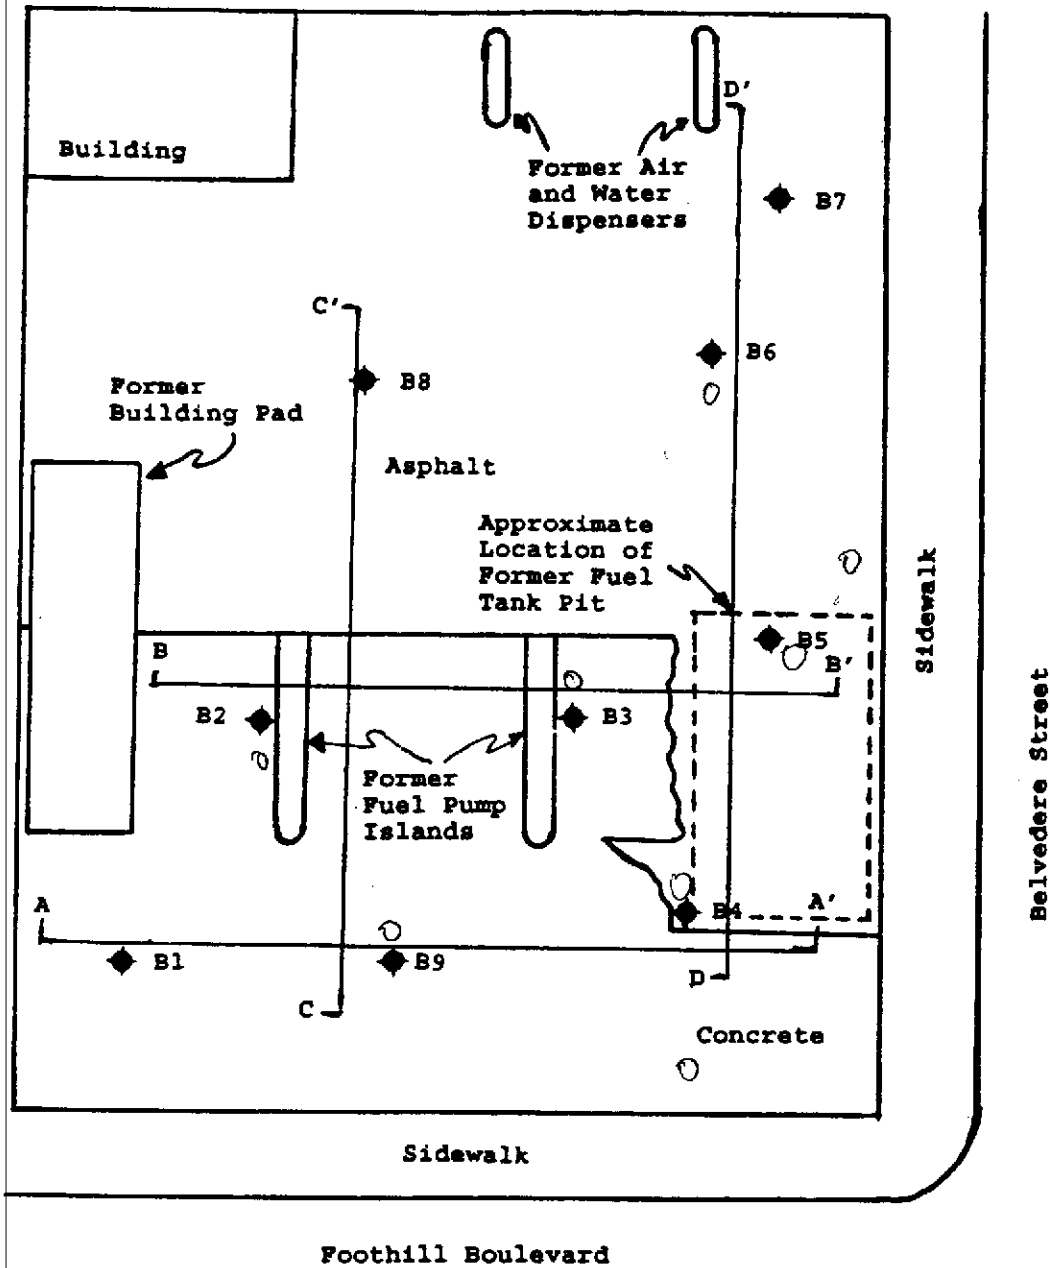 D'
Building
Former Air
and Water
Dispensers
B7
C'
B6
B8
Former
Building Pad
Asphalt
Approximate
Location of
Former Fuel
Tank Pit
Sidewalk
B
B5
B'
B2
B3
Belvedere Street
Former
Fuel Pump
Islands
A
A'
B4
B1
B9
D
C
Concrete
Sidewalk
Foothill Boulevard